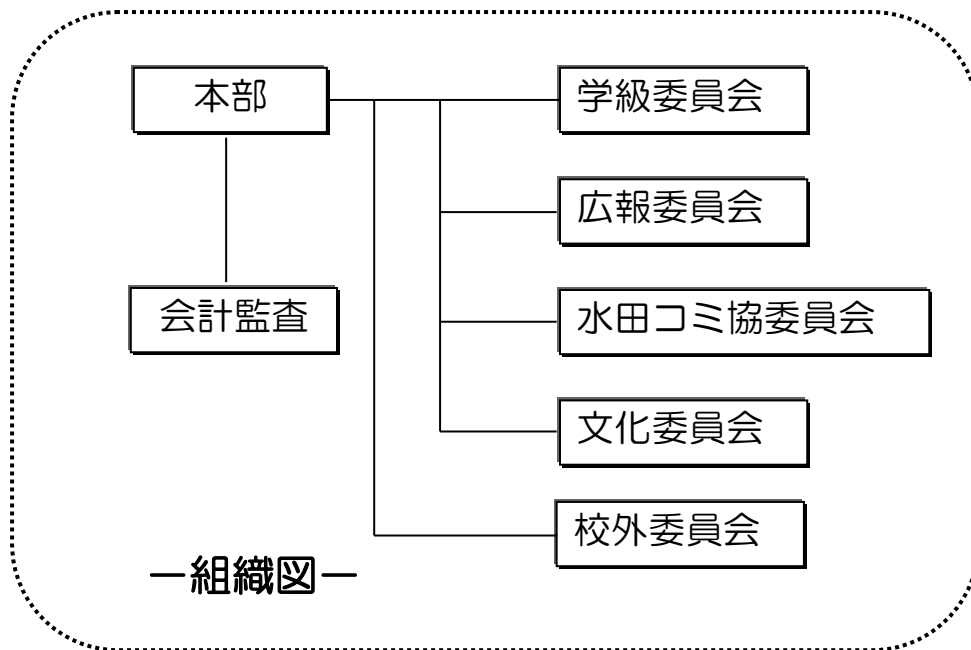 本部
学級委員会
広報委員会
会計監査
水田コミ協委員会
文化委員会
校外委員会
ー組織図ー